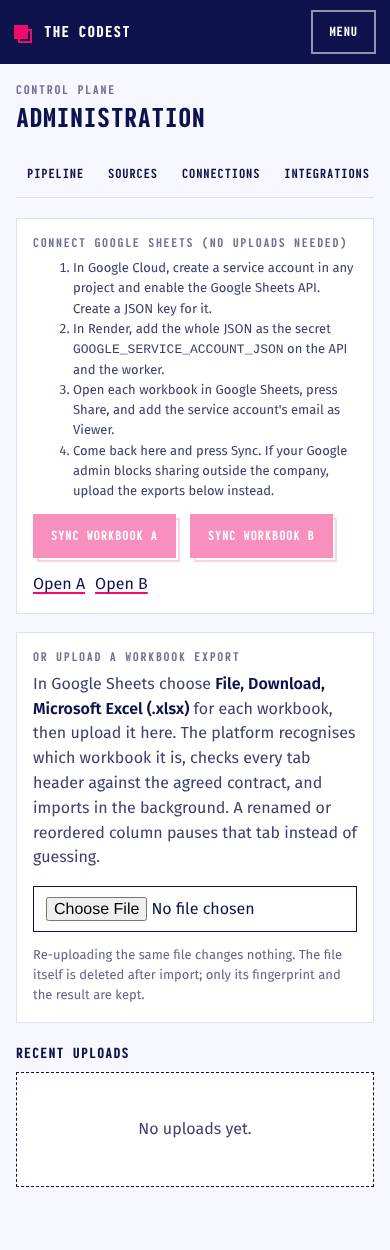 THE CODEST
MENU
CONTROL PLANE
ADMINISTRATION
PIPELINE SOURCES CONNECTIONS INTEGRATIONS
CONNECT GOOGLE SHEETS (NO UPLOADS NEEDED)
1. In Google Cloud, create a service account in any
project and enable the Google Sheets API.
Create a JSON key for it.
2. In Render, add the whole JSON as the secret
GOOGLE_SERVICE_ACCOUNT_JSON on the API
and the worker.
3. Open each workbook in Google Sheets, press
Share, and add the service account's email as
Viewer.
4. Come back here and press Sync. If your Google
admin blocks sharing outside the company,
upload the exports below instead.
SYNC WORKBOOK A SYNC WORKBOOK B
Open A Open B
OR UPLOAD A WORKBOOK EXPORT
In Google Sheets choose File, Download,
Microsoft Excel (.xlsx) for each workbook,
then upload it here. The platform recognises
which workbook it is, checks every tab
header against the agreed contract, and
imports in the background. A renamed or
reordered column pauses that tab instead of
guessing.
Choose File No file chosen
Re-uploading the same file changes nothing. The file
itself is deleted after import; only its fingerprint and
the result are kept.
RECENT UPLOADS
No uploads yet.